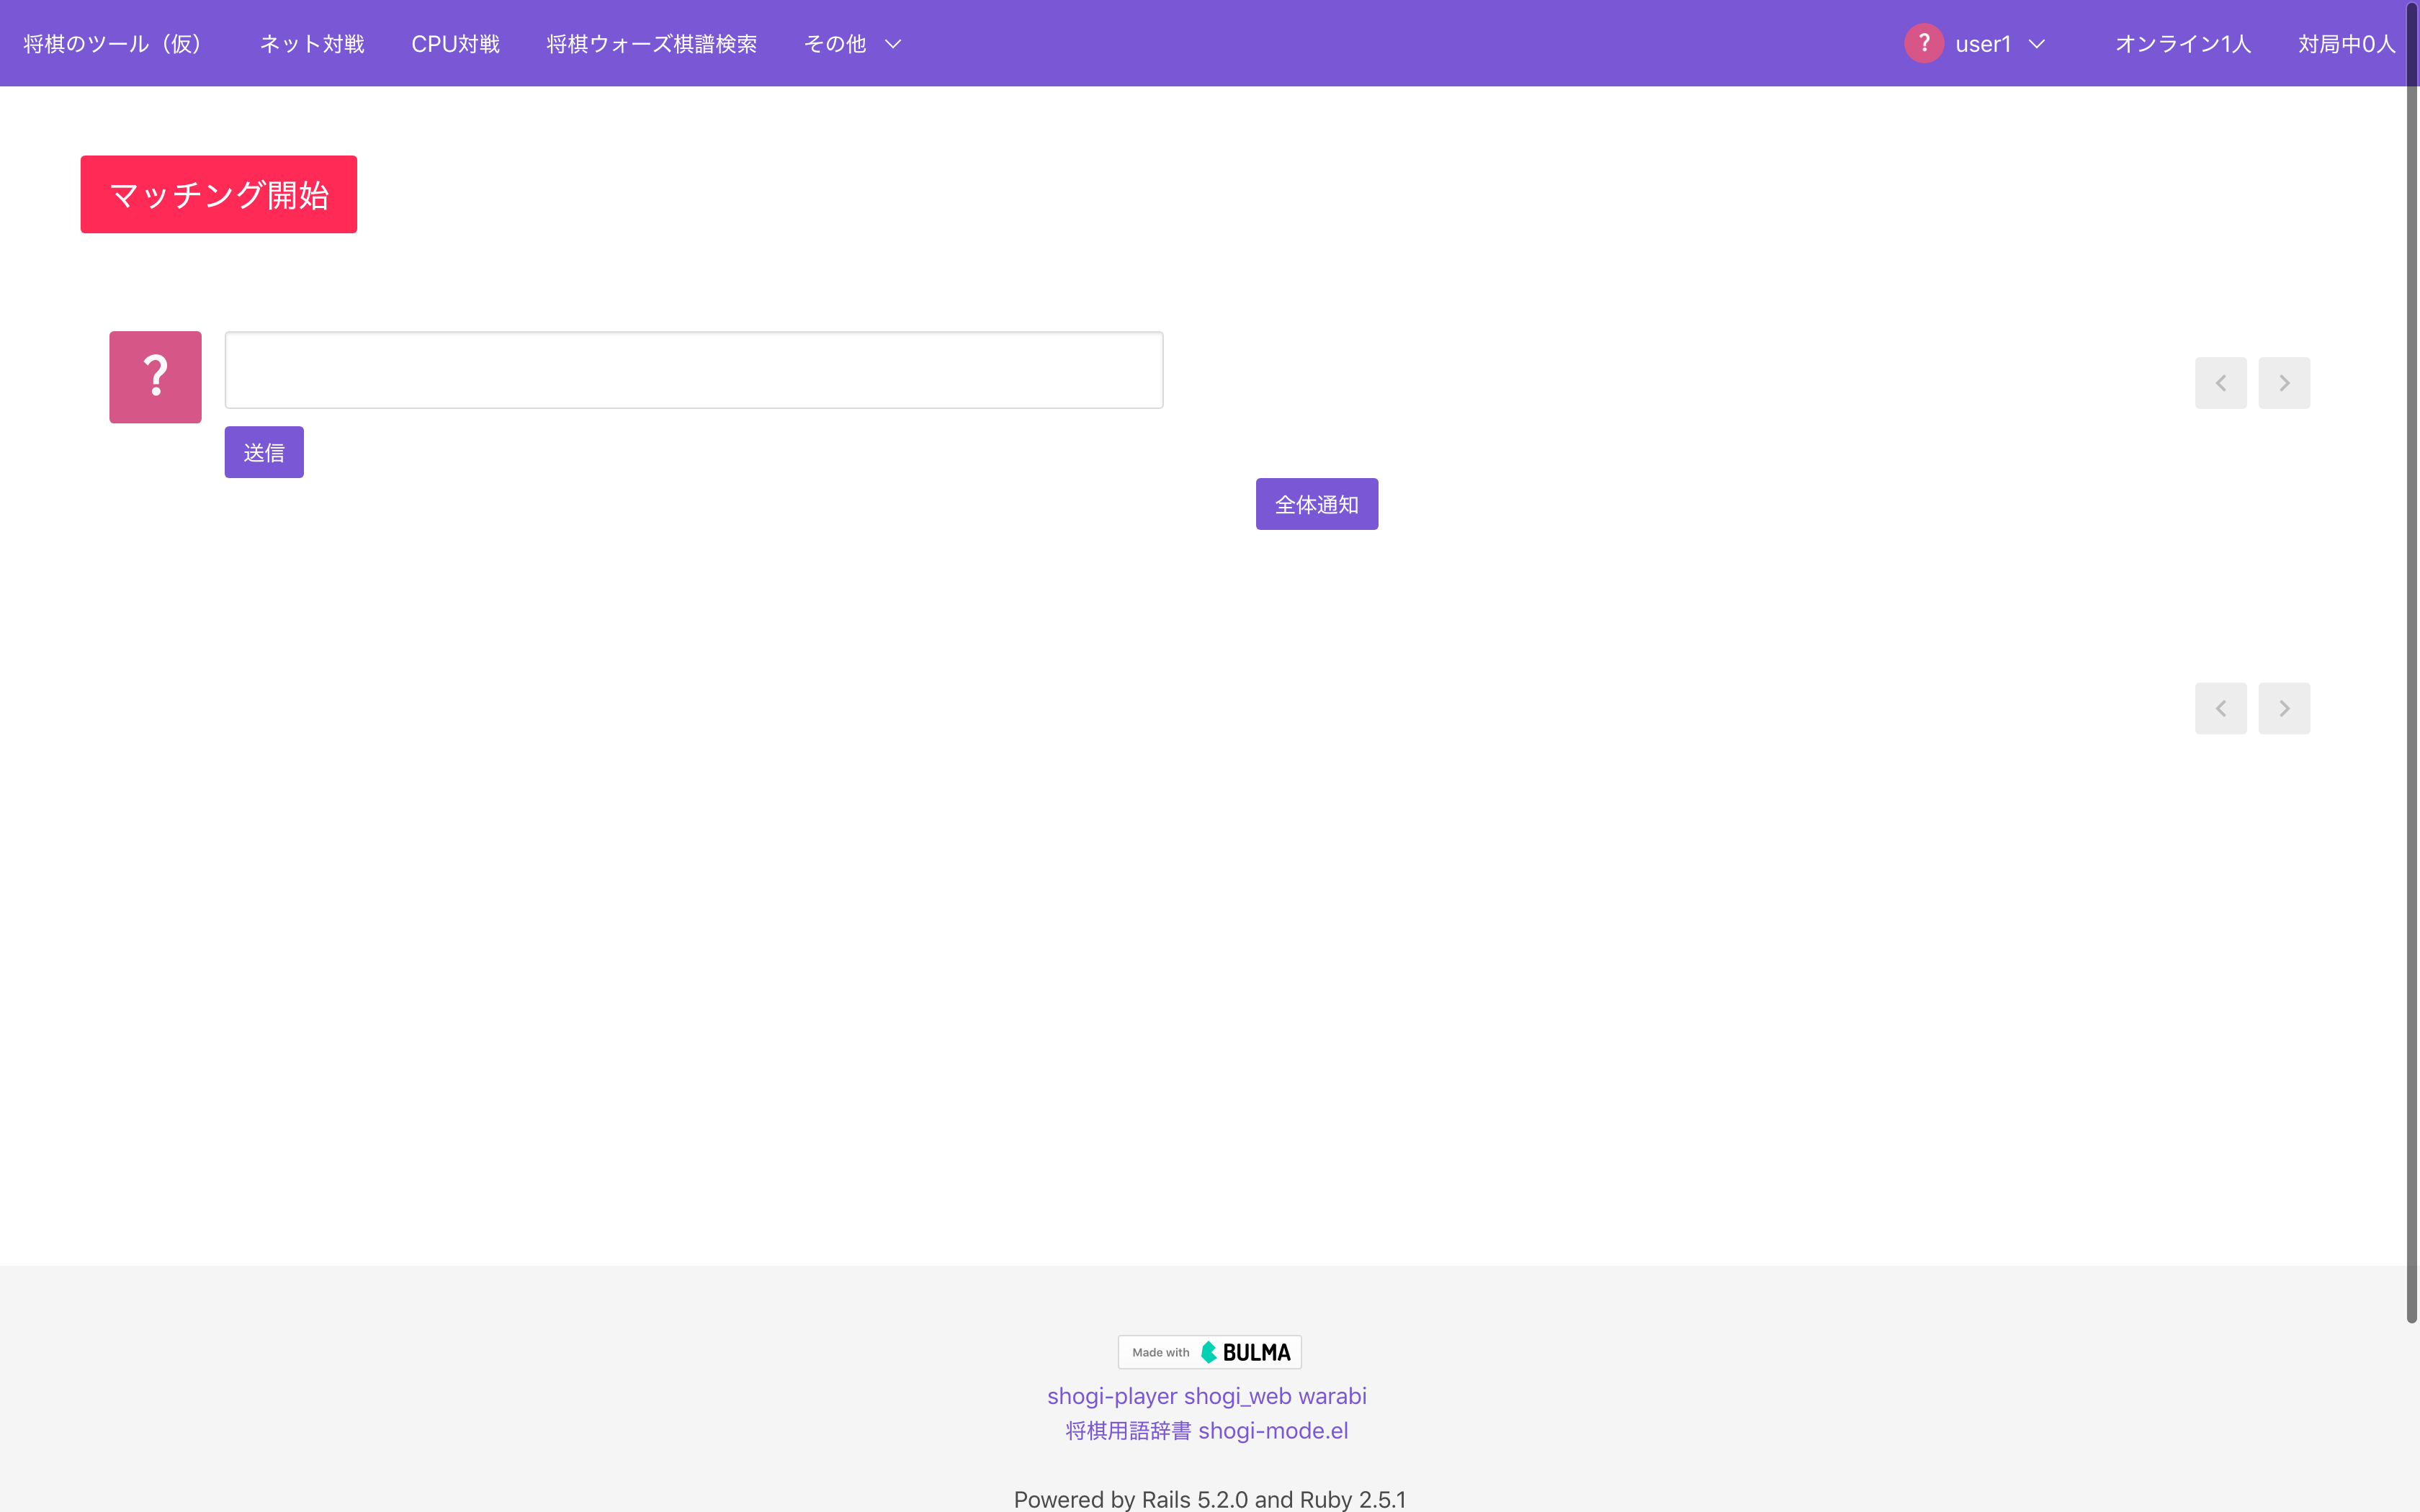 将棋のツール（仮） ネット対戦 CPU対戦 将棋ウォーズ棋譜検索 その他 ? user1 オンライン1人 対局中0人
マッチング開始
?
送信
全体通知
Made with BULMA
shogi-player shogi_web warabi
将棋用語辞書 shogi-mode.el
Powered by Rails 5.2.0 and Ruby 2.5.1